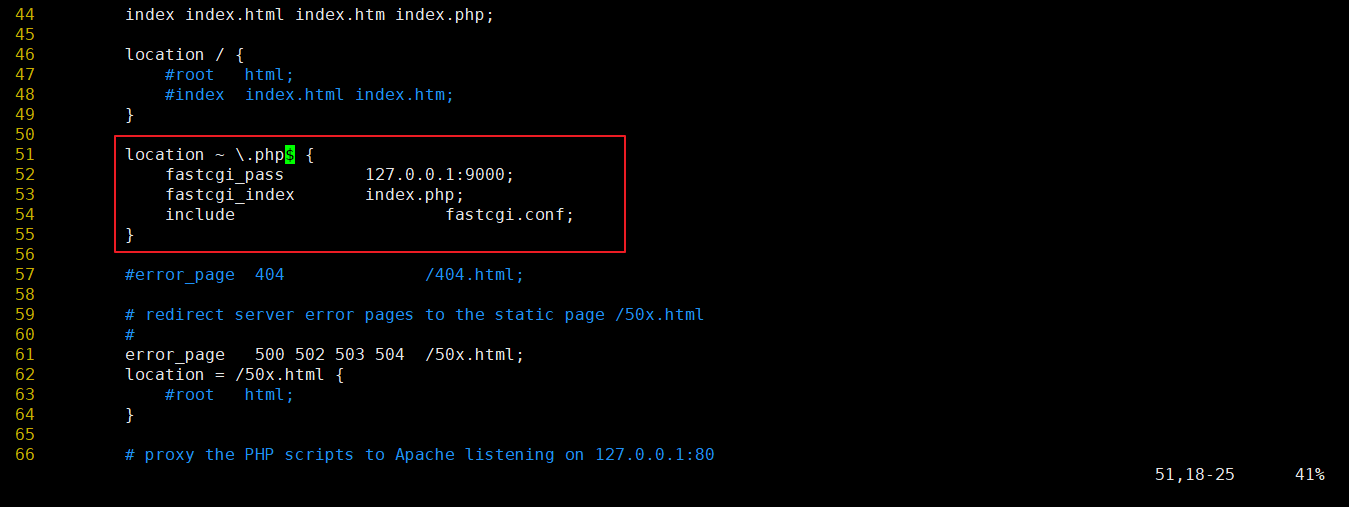 44         index index.html index.htm index.php;
45
46         location / {
47             #root   html;
48             #index  index.html index.htm;
49         }
50
51         location ~ \.php$ {
52             fastcgi_pass        127.0.0.1:9000;
53             fastcgi_index       index.php;
54             include                     fastcgi.conf;
55         }
56
57         #error_page  404              /404.html;
58
59         # redirect server error pages to the static page /50x.html
60         #
61         error_page   500 502 503 504  /50x.html;
62         location = /50x.html {
63             #root   html;
64         }
65
66         # proxy the PHP scripts to Apache listening on 127.0.0.1:80
51,18-25      41%